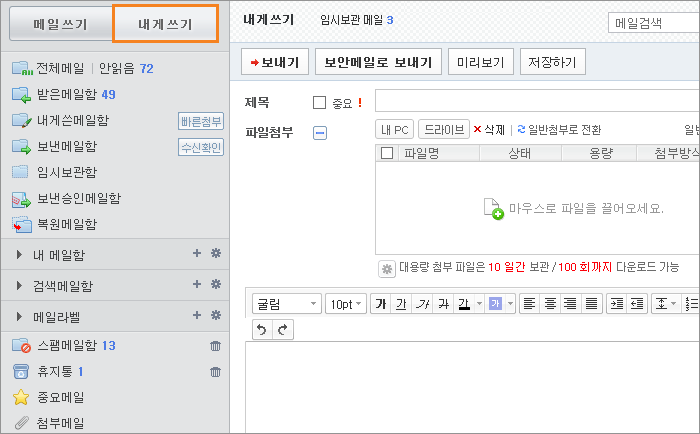 메일쓰기 내게쓰기
전체메일 | 안읽음 72
받은메일함 49
내게쓴메일함 빠른첨부
보낸메일함 수신확인
임시보관함
보낸승인메일함
복원메일함
내 메일함
검색메일함
메일라벨
스팸메일함 13
휴지통 1
중요메일
첨부메일
내게쓰기 임시보관 메일 3 메일검색
보내기 보안메일로 보내기 미리보기 저장하기
제목 중요 !
파일첨부 내 PC 드라이브 삭제 | 일반첨부로 전환 일반
파일명 상태 용량 첨부방식
마우스로 파일을 끌어오세요.
대용량 첨부 파일은 10 일간 보관 / 100 회까지 다운로드 가능
굴림 10pt 가 가 가 가 가 가